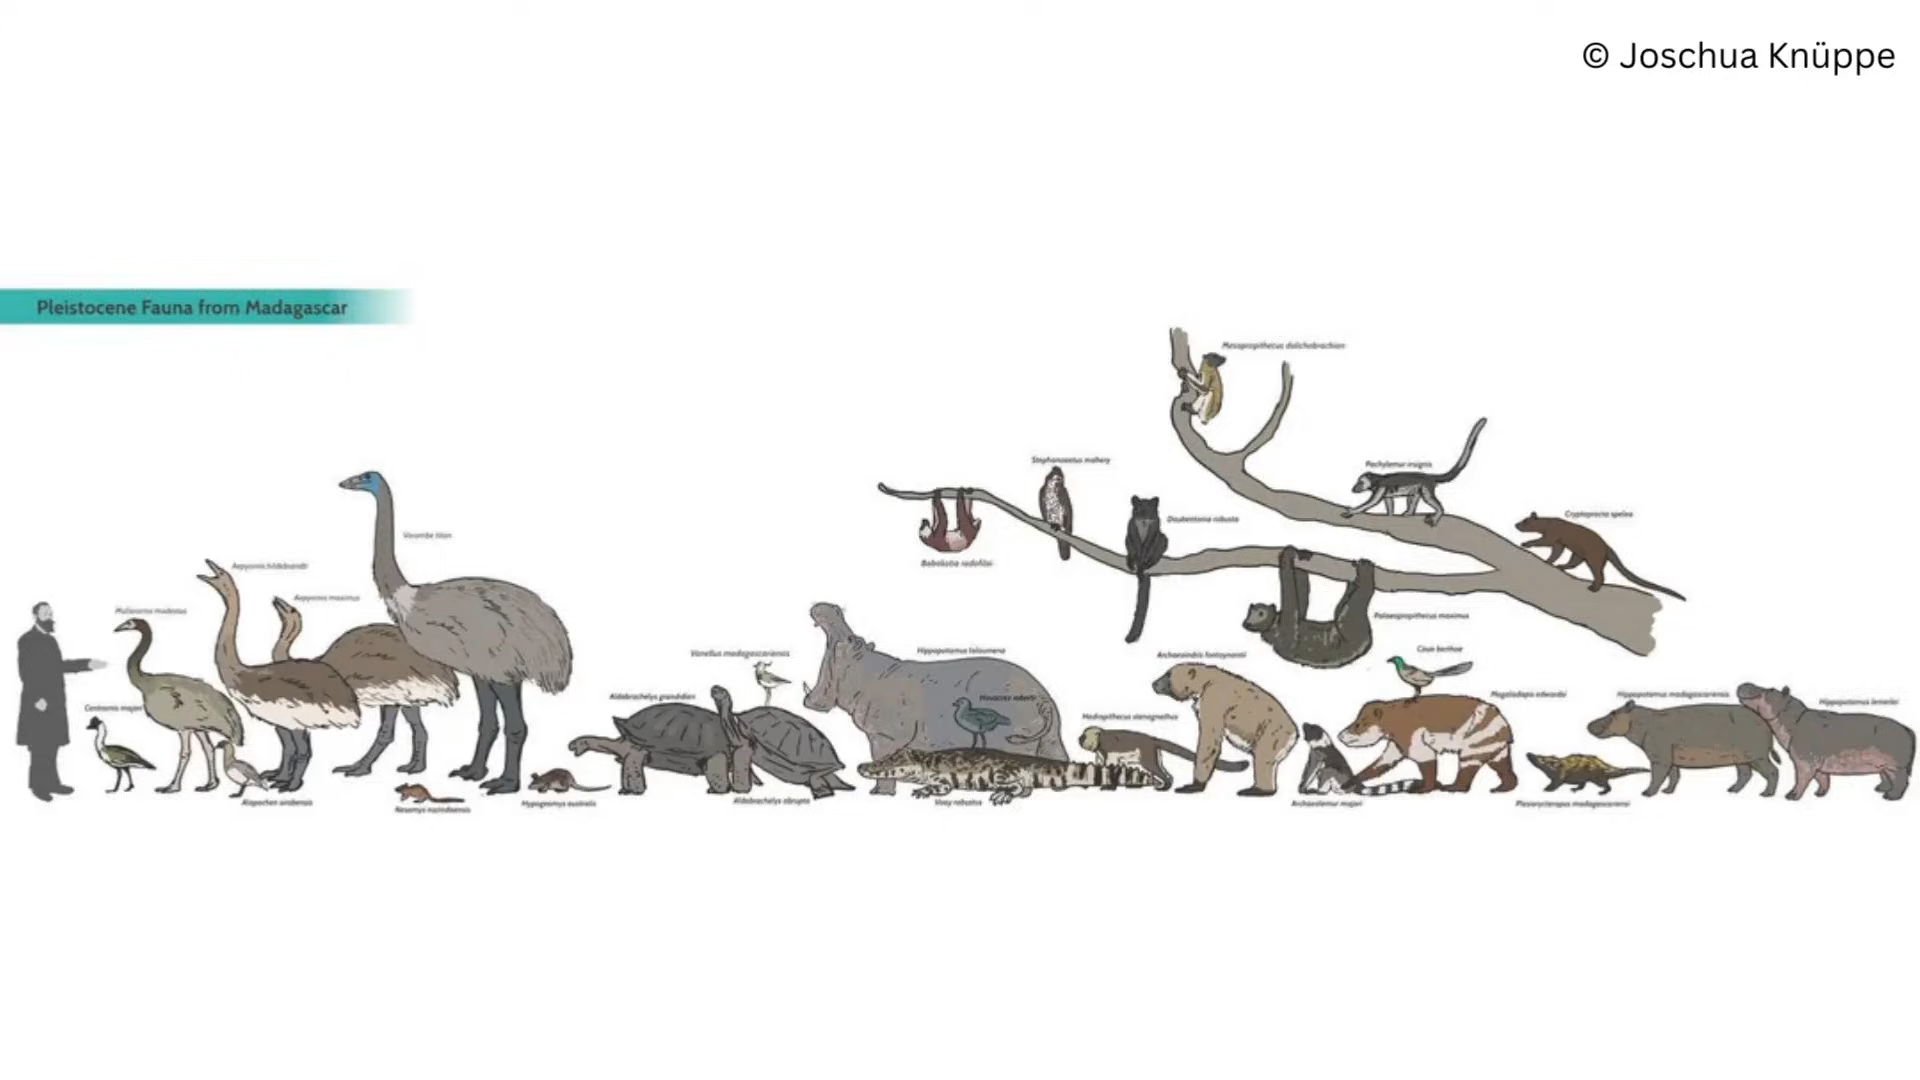 © Joschua Knüppe
Pleistocene Fauna from Madagascar
Mesopropithecus dolichobrachion
Stephanoaetus mahery
Pachylemur insignis
Daubentonia robusta
Cryptoprocta spelea
Vorombe titan
Babakotia radofilai
Aepyornis hildebrandti
Aepyornis maximus
Mullerornis modestus
Palaeopropithecus maximus
Vanellus madagascariensis
Hippopotamus laloumena
Archaeoindris fontoynontii
Coua berthae
Aldabrachelys grandidieri
Hovacrex roberti
Megaladapis edwardsi
Hippopotamus madagascariensis
Hippopotamus lemerlei
Centrornis majori
Hadropithecus stenognathus
Alopochen sirabensis
Nesomys narindaensis
Hypogeomys australis
Aldabrachelys abrupta
Voay robustus
Archaeolemur majori
Plesiorycteropus madagascariensis